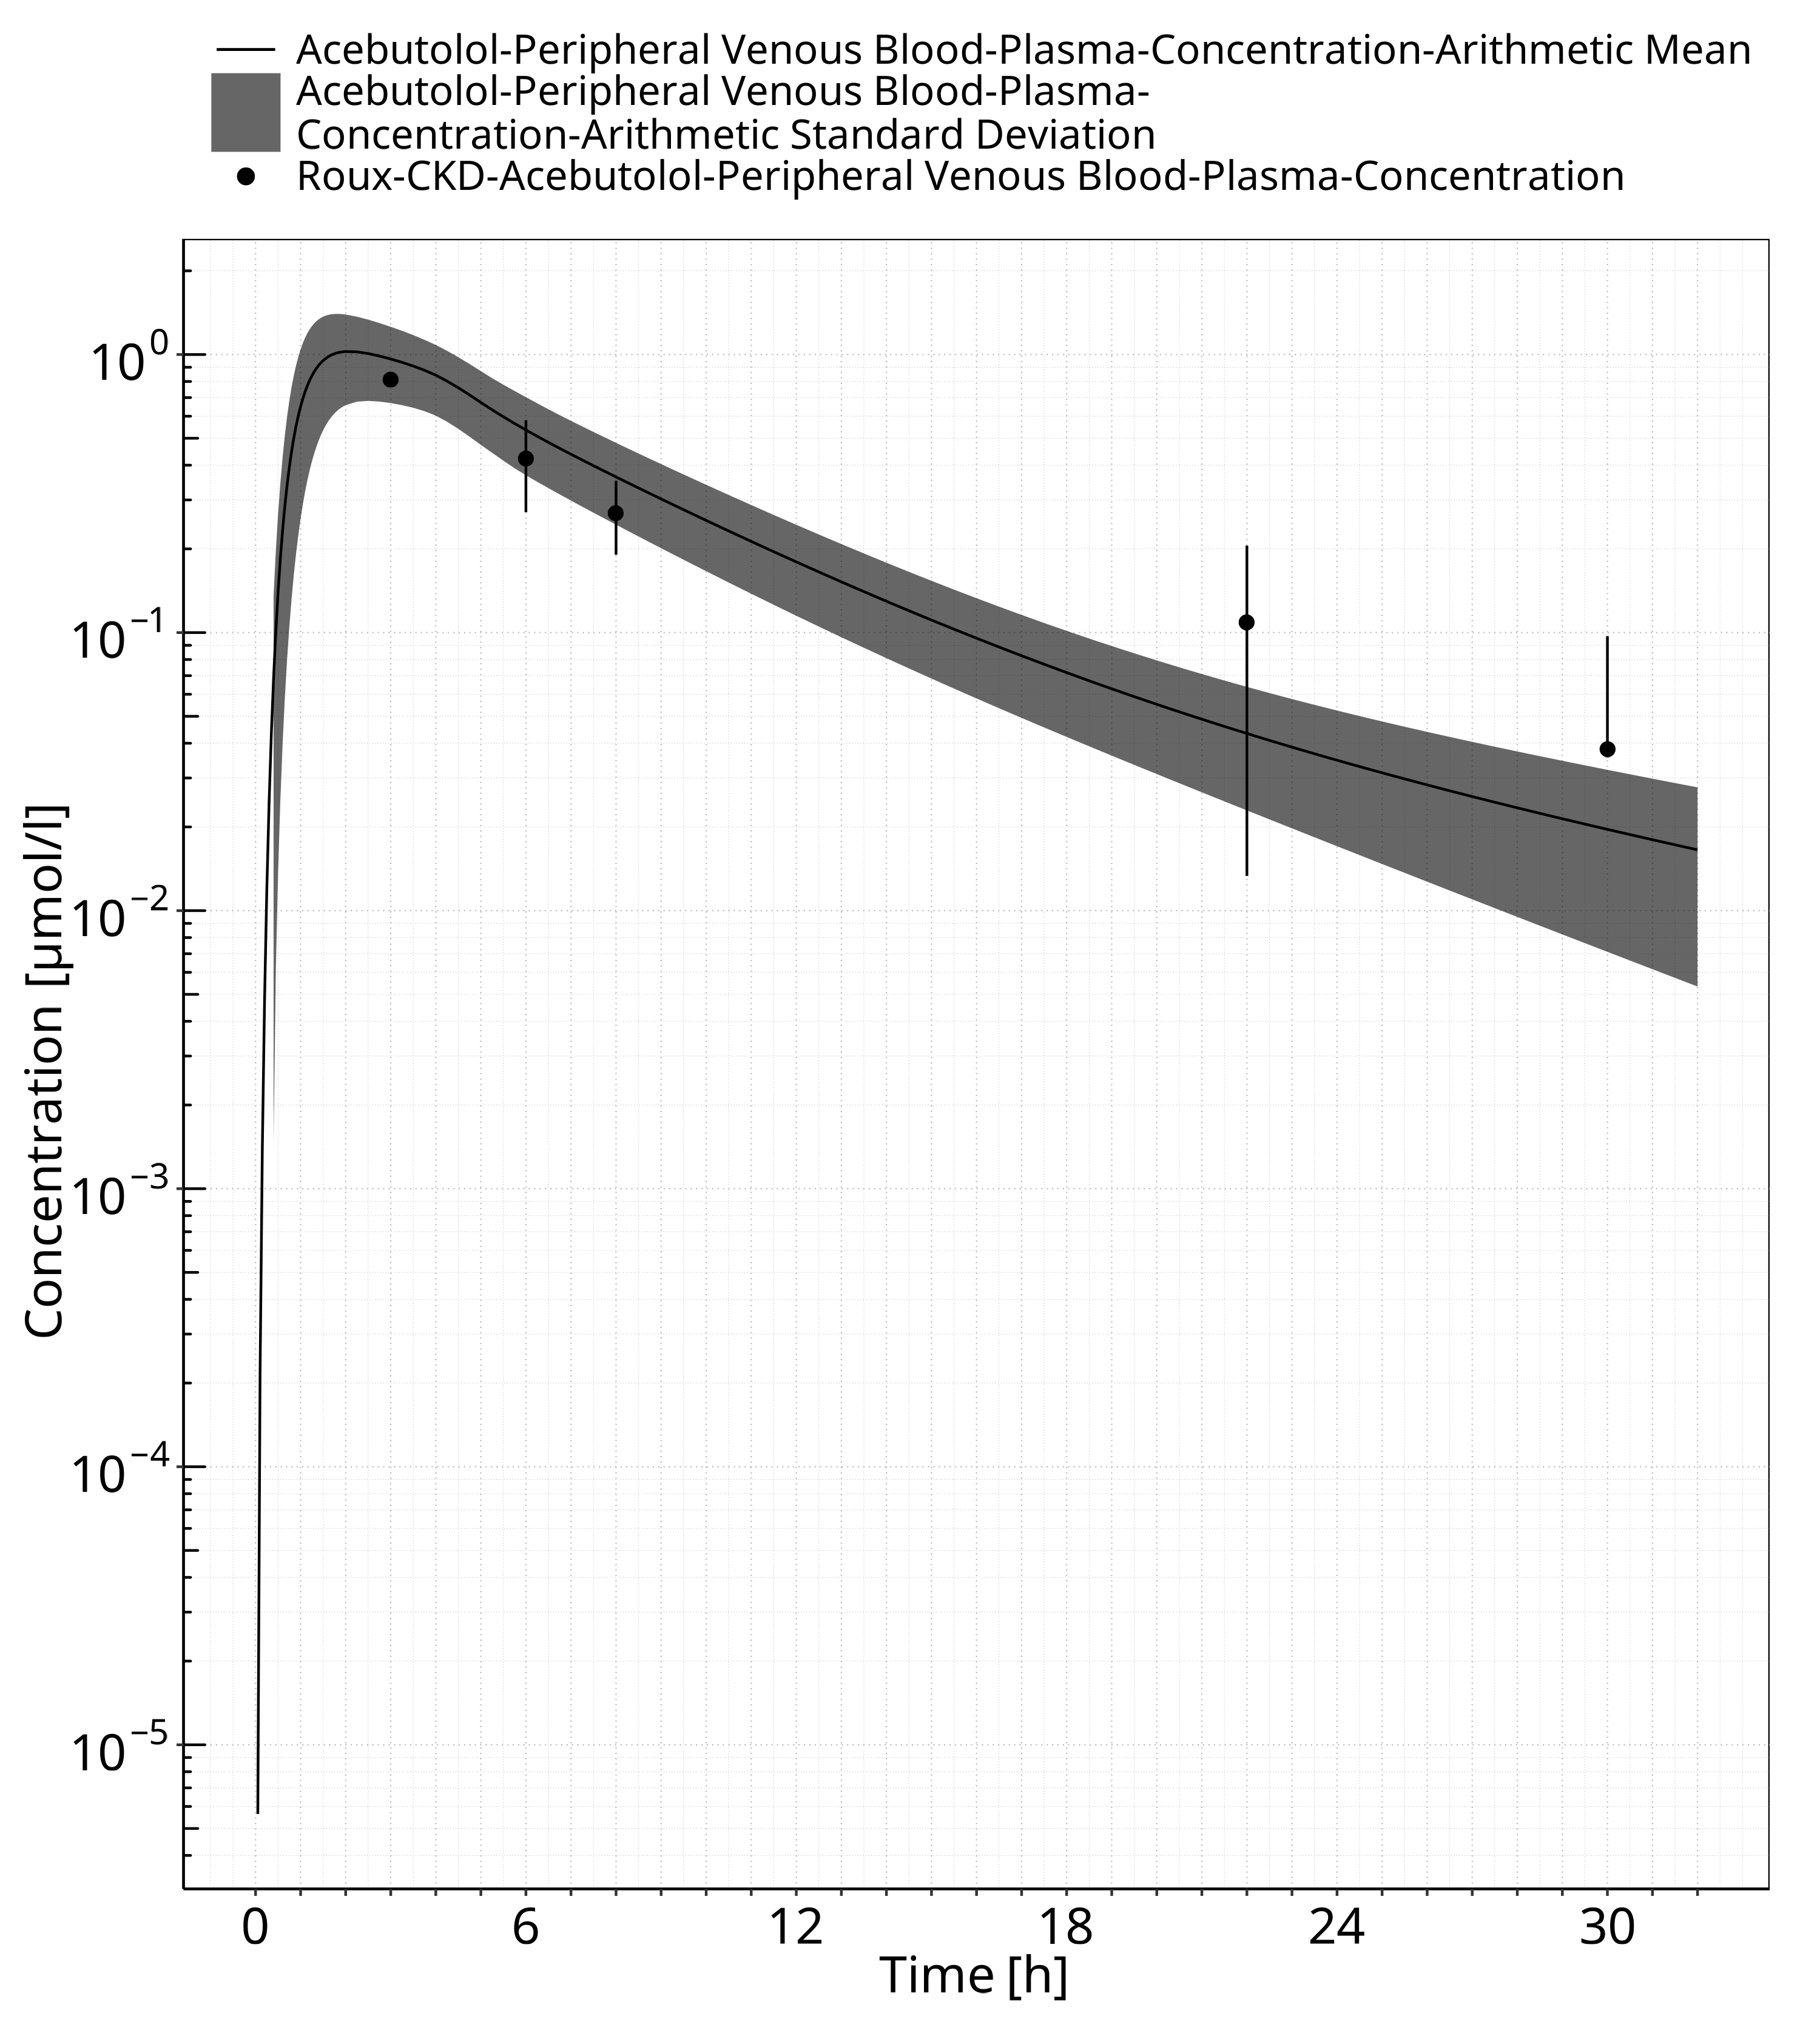 Acebutolol-Peripheral Venous Blood-Plasma-Concentration-Arithmetic Mean
Acebutolol-Peripheral Venous Blood-Plasma-
Concentration-Arithmetic Standard Deviation
Roux-CKD-Acebutolol-Peripheral Venous Blood-Plasma-Concentration
Concentration [µmol/l]
10⁰
10⁻¹
10⁻²
10⁻³
10⁻⁴
10⁻⁵
0 6 12 18 24 30
Time [h]